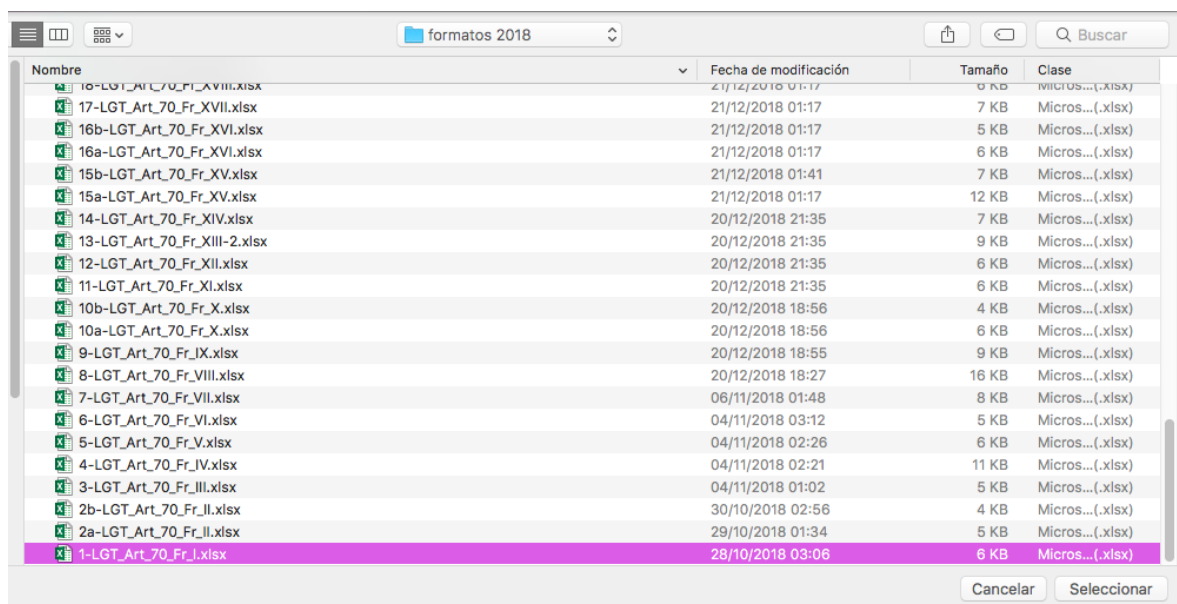 formatos 2018 Buscar
Nombre Fecha de modificación Tamaño Clase
18-LGT_Art_70_Fr_XVIII.xlsx 21/12/2018 01:17 6 KB Micros...(.xlsx)
17-LGT_Art_70_Fr_XVII.xlsx 21/12/2018 01:17 7 KB Micros...(.xlsx)
16b-LGT_Art_70_Fr_XVI.xlsx 21/12/2018 01:17 5 KB Micros...(.xlsx)
16a-LGT_Art_70_Fr_XVI.xlsx 21/12/2018 01:17 6 KB Micros...(.xlsx)
15b-LGT_Art_70_Fr_XV.xlsx 21/12/2018 01:41 7 KB Micros...(.xlsx)
15a-LGT_Art_70_Fr_XV.xlsx 21/12/2018 01:17 12 KB Micros...(.xlsx)
14-LGT_Art_70_Fr_XIV.xlsx 20/12/2018 21:35 7 KB Micros...(.xlsx)
13-LGT_Art_70_Fr_XIII-2.xlsx 20/12/2018 21:35 9 KB Micros...(.xlsx)
12-LGT_Art_70_Fr_XII.xlsx 20/12/2018 21:35 6 KB Micros...(.xlsx)
11-LGT_Art_70_Fr_XI.xlsx 20/12/2018 21:35 6 KB Micros...(.xlsx)
10b-LGT_Art_70_Fr_X.xlsx 20/12/2018 18:56 4 KB Micros...(.xlsx)
10a-LGT_Art_70_Fr_X.xlsx 20/12/2018 18:56 6 KB Micros...(.xlsx)
9-LGT_Art_70_Fr_IX.xlsx 20/12/2018 18:55 9 KB Micros...(.xlsx)
8-LGT_Art_70_Fr_VIII.xlsx 20/12/2018 18:27 16 KB Micros...(.xlsx)
7-LGT_Art_70_Fr_VII.xlsx 06/11/2018 01:48 8 KB Micros...(.xlsx)
6-LGT_Art_70_Fr_VI.xlsx 04/11/2018 03:12 5 KB Micros...(.xlsx)
5-LGT_Art_70_Fr_V.xlsx 04/11/2018 02:26 6 KB Micros...(.xlsx)
4-LGT_Art_70_Fr_IV.xlsx 04/11/2018 02:21 11 KB Micros...(.xlsx)
3-LGT_Art_70_Fr_III.xlsx 04/11/2018 01:02 5 KB Micros...(.xlsx)
2b-LGT_Art_70_Fr_II.xlsx 30/10/2018 02:56 4 KB Micros...(.xlsx)
2a-LGT_Art_70_Fr_II.xlsx 29/10/2018 01:34 5 KB Micros...(.xlsx)
1-LGT_Art_70_Fr_I.xlsx 28/10/2018 03:06 6 KB Micros...(.xlsx)
Cancelar Seleccionar